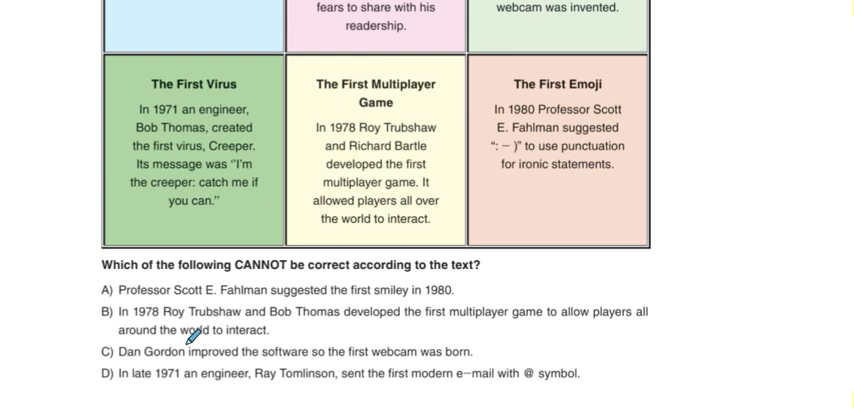 fears to share with his
readership.
webcam was invented.
The First Virus
In 1971 an engineer,
Bob Thomas, created
the first virus, Creeper.
Its message was “I’m
the creeper: catch me if
you can.”
The First Multiplayer
Game
In 1978 Roy Trubshaw
and Richard Bartle
developed the first
multiplayer game. It
allowed players all over
the world to interact.
The First Emoji
In 1980 Professor Scott
E. Fahlman suggested
“: – )” to use punctuation
for ironic statements.
Which of the following CANNOT be correct according to the text?
A) Professor Scott E. Fahlman suggested the first smiley in 1980.
B) In 1978 Roy Trubshaw and Bob Thomas developed the first multiplayer game to allow players all
around the world to interact.
C) Dan Gordon improved the software so the first webcam was born.
D) In late 1971 an engineer, Ray Tomlinson, sent the first modern e–mail with @ symbol.